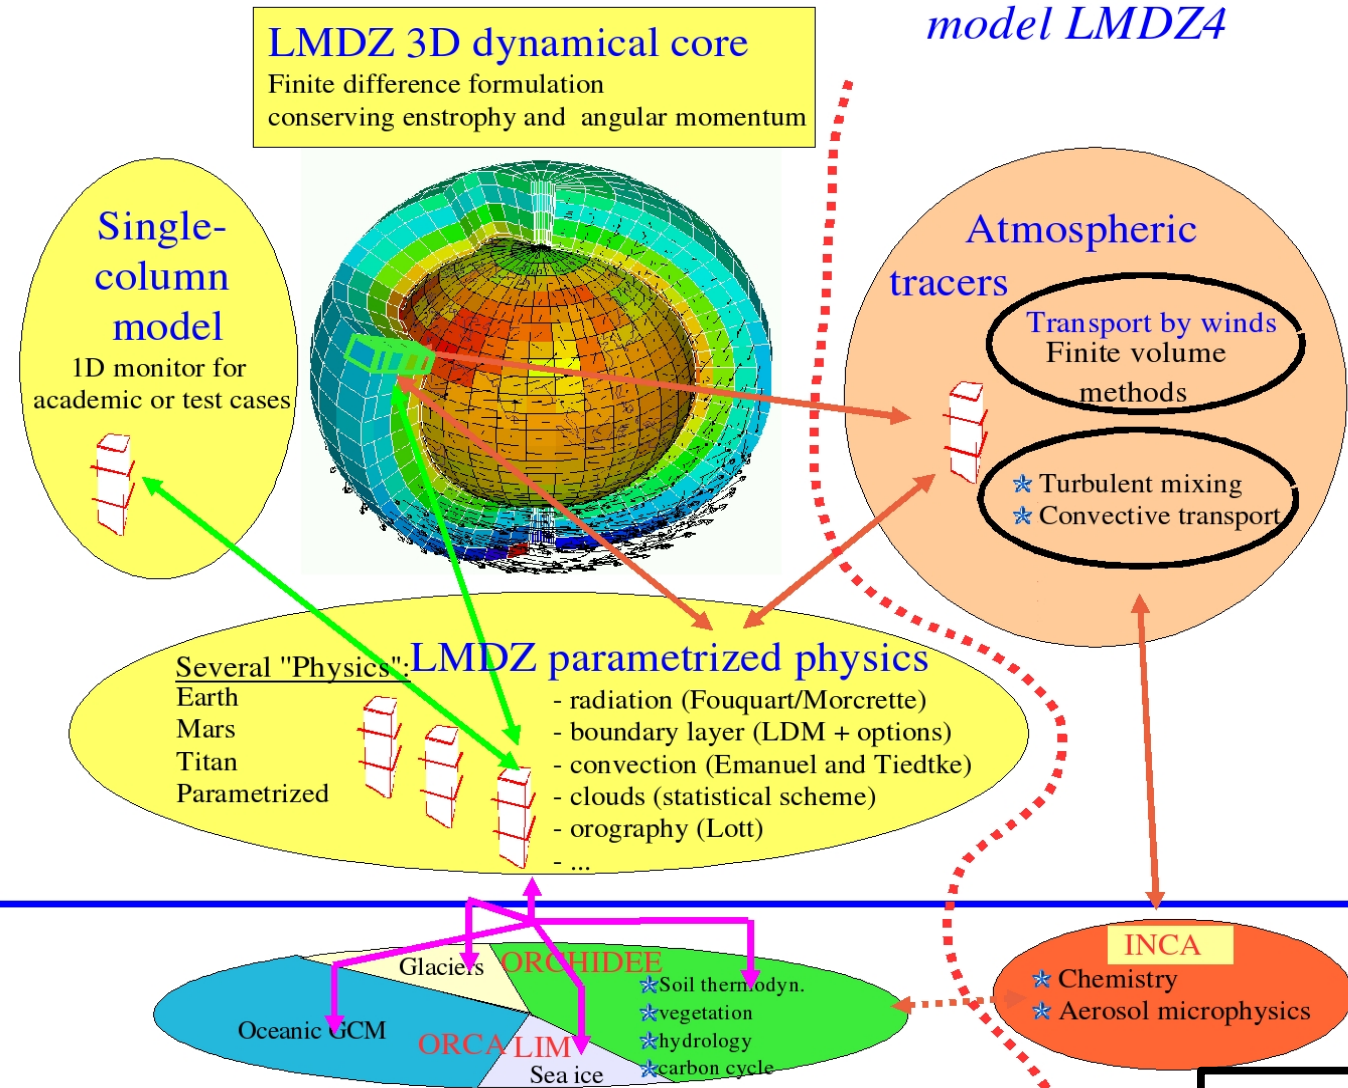 model LMDZ4
LMDZ 3D dynamical core
Finite difference formulation
conserving enstrophy and angular momentum
Single-
column
model
1D monitor for
academic or test cases
Atmospheric
tracers
Transport by winds
Finite volume
methods
Turbulent mixing
Convective transport
LMDZ parametrized physics
Several "Physics":
Earth
Mars
Titan
Parametrized
- radiation (Fouquart/Morcrette)
- boundary layer (LDM + options)
- convection (Emanuel and Tiedtke)
- clouds (statistical scheme)
- orography (Lott)
- ...
Glaciers
ORCHIDEE
Soil thermodyn.
vegetation
hydrology
carbon cycle
Oceanic GCM
ORCA LIM
Sea ice
INCA
Chemistry
Aerosol microphysics